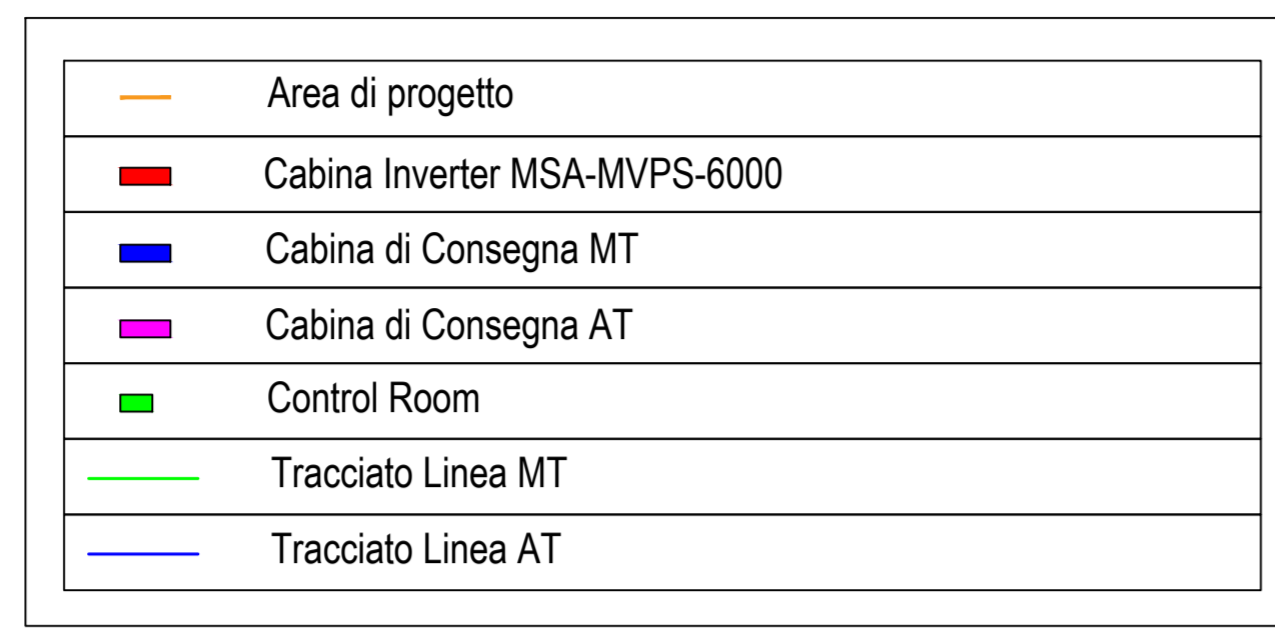 Area di progetto
Cabina Inverter MSA-MVPS-6000
Cabina di Consegna MT
Cabina di Consegna AT
Control Room
Tracciato Linea MT
Tracciato Linea AT